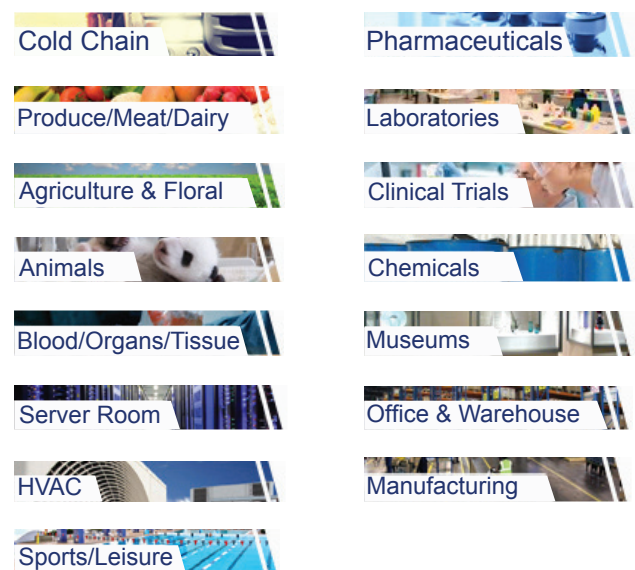 Cold Chain
Pharmaceuticals
Produce/Meat/Dairy
Laboratories
Agriculture & Floral
Clinical Trials
Animals
Chemicals
Blood/Organs/Tissue
Museums
Server Room
Office & Warehouse
HVAC
Manufacturing
Sports/Leisure